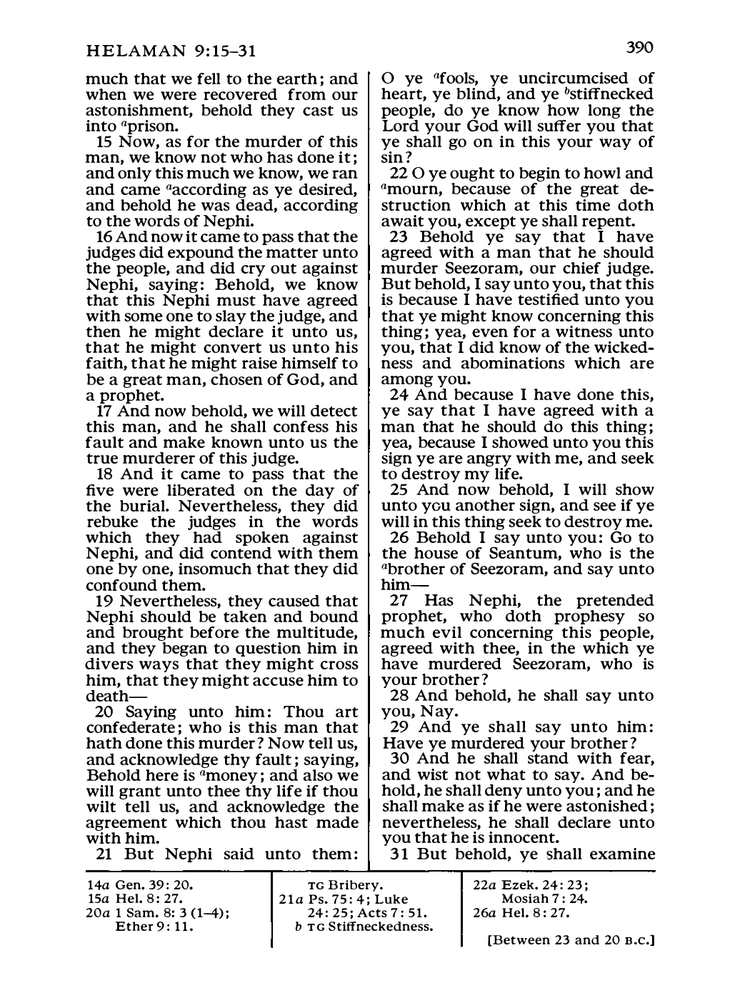 HELAMAN 9:15–31
390
much that we fell to the earth; and
when we were recovered from our
astonishment, behold they cast us
into aprison.
15 Now, as for the murder of this
man, we know not who has done it;
and only this much we know, we ran
and came aaccording as ye desired,
and behold he was dead, according
to the words of Nephi.
16 And now it came to pass that the
judges did expound the matter unto
the people, and did cry out against
Nephi, saying: Behold, we know
that this Nephi must have agreed
with some one to slay the judge, and
then he might declare it unto us,
that he might convert us unto his
faith, that he might raise himself to
be a great man, chosen of God, and
a prophet.
17 And now behold, we will detect
this man, and he shall confess his
fault and make known unto us the
true murderer of this judge.
18 And it came to pass that the
five were liberated on the day of
the burial. Nevertheless, they did
rebuke the judges in the words
which they had spoken against
Nephi, and did contend with them
one by one, insomuch that they did
confound them.
19 Nevertheless, they caused that
Nephi should be taken and bound
and brought before the multitude,
and they began to question him in
divers ways that they might cross
him, that they might accuse him to
death—
20 Saying unto him: Thou art
confederate; who is this man that
hath done this murder? Now tell us,
and acknowledge thy fault; saying,
Behold here is amoney; and also we
will grant unto thee thy life if thou
wilt tell us, and acknowledge the
agreement which thou hast made
with him.
21 But Nephi said unto them:
O ye afools, ye uncircumcised of
heart, ye blind, and ye bstiffnecked
people, do ye know how long the
Lord your God will suffer you that
ye shall go on in this your way of
sin?
22 O ye ought to begin to howl and
amourn, because of the great de-
struction which at this time doth
await you, except ye shall repent.
23 Behold ye say that I have
agreed with a man that he should
murder Seezoram, our chief judge.
But behold, I say unto you, that this
is because I have testified unto you
that ye might know concerning this
thing; yea, even for a witness unto
you, that I did know of the wicked-
ness and abominations which are
among you.
24 And because I have done this,
ye say that I have agreed with a
man that he should do this thing;
yea, because I showed unto you this
sign ye are angry with me, and seek
to destroy my life.
25 And now behold, I will show
unto you another sign, and see if ye
will in this thing seek to destroy me.
26 Behold I say unto you: Go to
the house of Seantum, who is the
abrother of Seezoram, and say unto
him—
27 Has Nephi, the pretended
prophet, who doth prophesy so
much evil concerning this people,
agreed with thee, in the which ye
have murdered Seezoram, who is
your brother?
28 And behold, he shall say unto
you, Nay.
29 And ye shall say unto him:
Have ye murdered your brother?
30 And he shall stand with fear,
and wist not what to say. And be-
hold, he shall deny unto you; and he
shall make as if he were astonished;
nevertheless, he shall declare unto
you that he is innocent.
31 But behold, ye shall examine
14a Gen. 39: 20.
15a Hel. 8: 27.
20a 1 Sam. 8: 3 (1–4);
Ether 9: 11.
TG Bribery.
21a Ps. 75: 4; Luke
24: 25; Acts 7: 51.
b TG Stiffneckedness.
22a Ezek. 24: 23;
Mosiah 7: 24.
26a Hel. 8: 27.
[Between 23 and 20 B.C.]